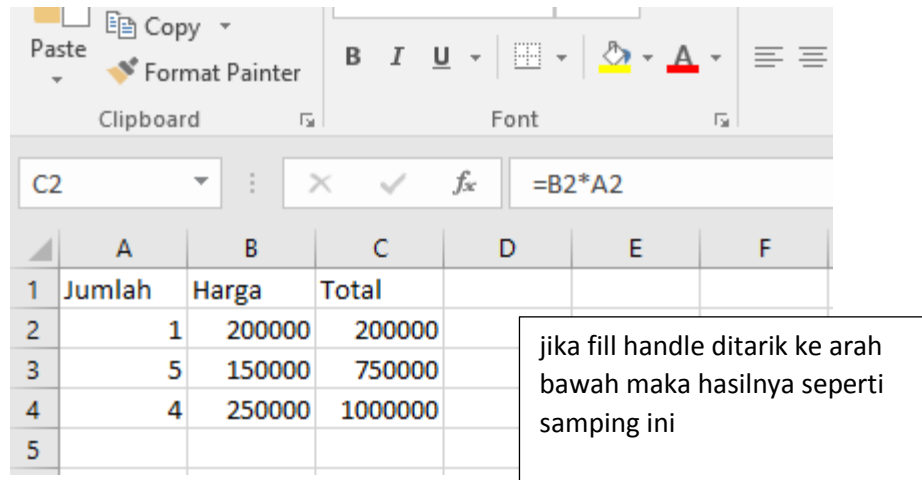 Copy
Paste
Format Painter
B I U A
Clipboard Font
C2 fx =B2*A2
A B C D E F
1 Jumlah Harga Total
2 1 200000 200000
3 5 150000 750000
4 4 250000 1000000
5
jika fill handle ditarik ke arah
bawah maka hasilnya seperti
samping ini